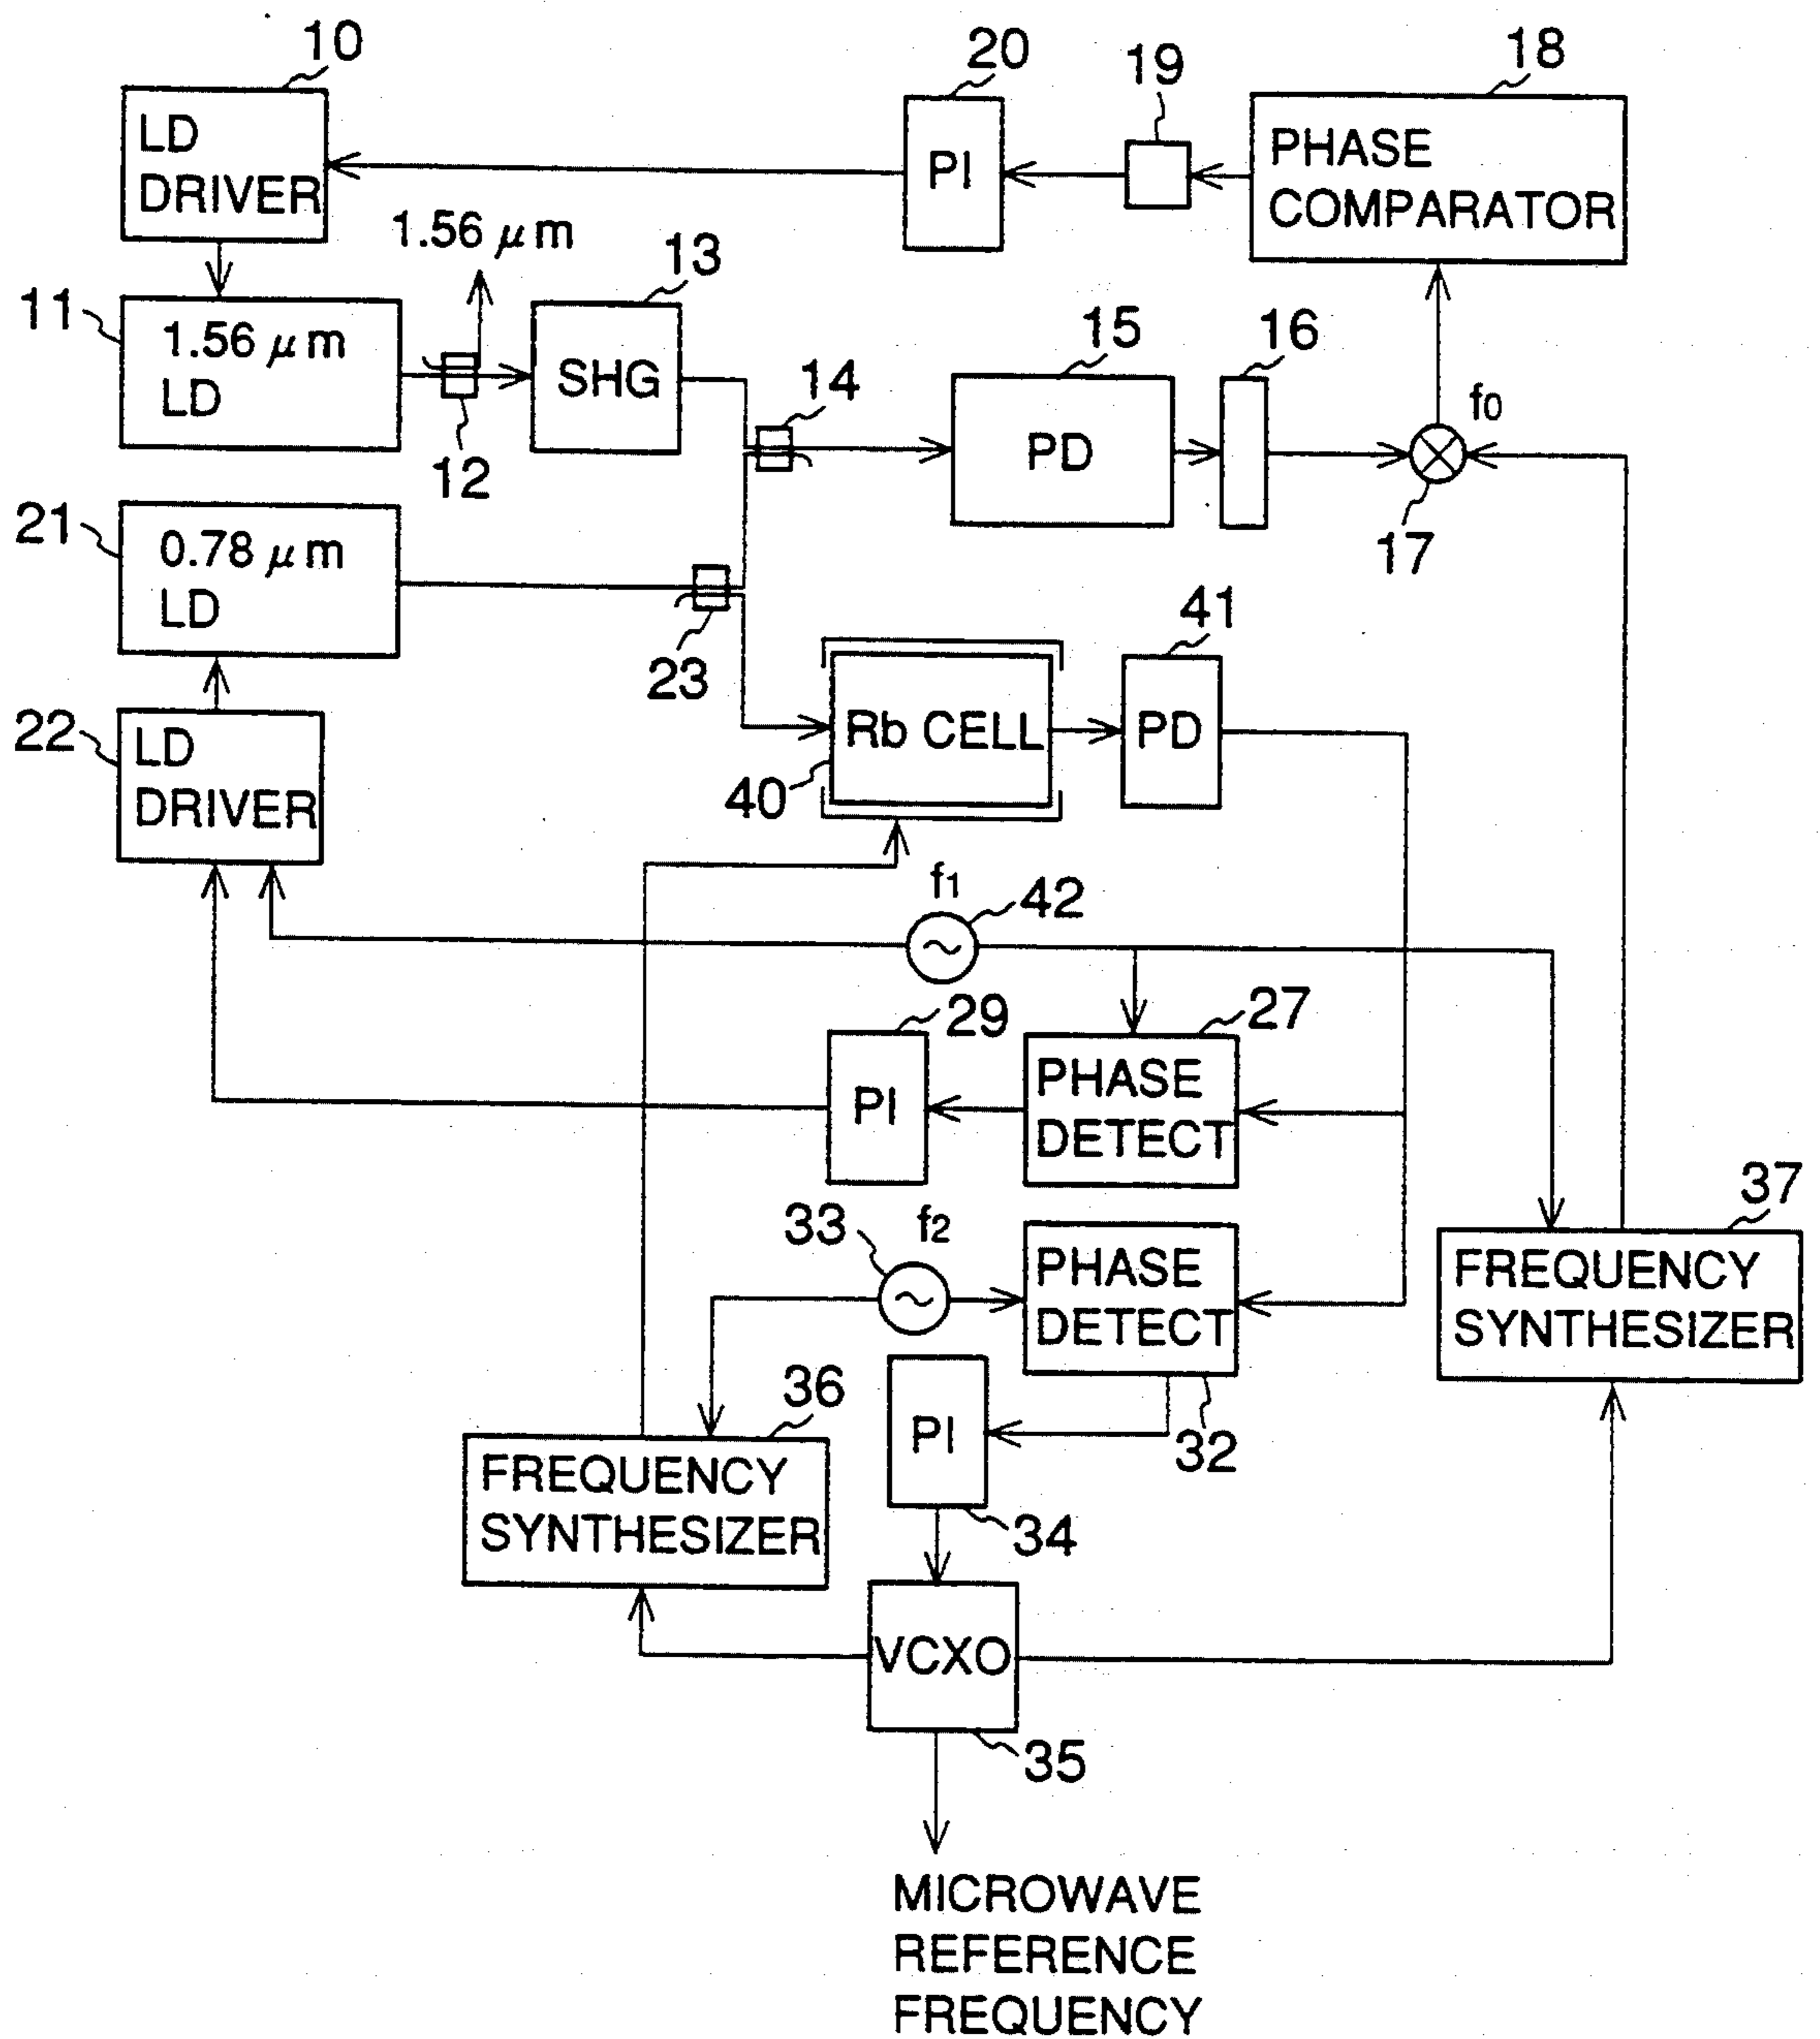 10
20
19
18
LD
DRIVER
PI
PHASE
COMPARATOR
1.56 μm
13
11
1.56 μm
LD
SHG
12
14
15
PD
16
f0
17
21
0.78 μm
LD
23
41
22
LD
DRIVER
Rb CELL
40
PD
f1
42
29
27
PI
PHASE
DETECT
33
f2
PHASE
DETECT
37
FREQUENCY
SYNTHESIZER
36
PI
32
FREQUENCY
SYNTHESIZER
34
VCXO
35
MICROWAVE
REFERENCE
FREQUENCY